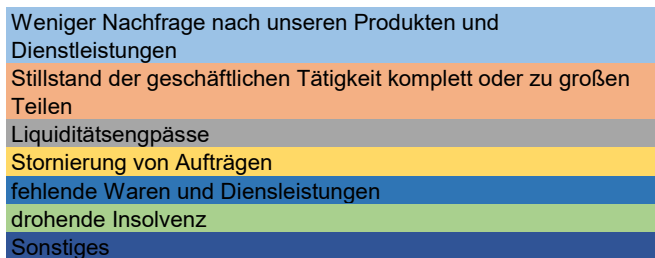 Weniger Nachfrage nach unseren Produkten und
Dienstleistungen
Stillstand der geschäftlichen Tätigkeit komplett oder zu großen
Teilen
Liquiditätsengpässe
Stornierung von Aufträgen
fehlende Waren und Diensleistungen
drohende Insolvenz
Sonstiges